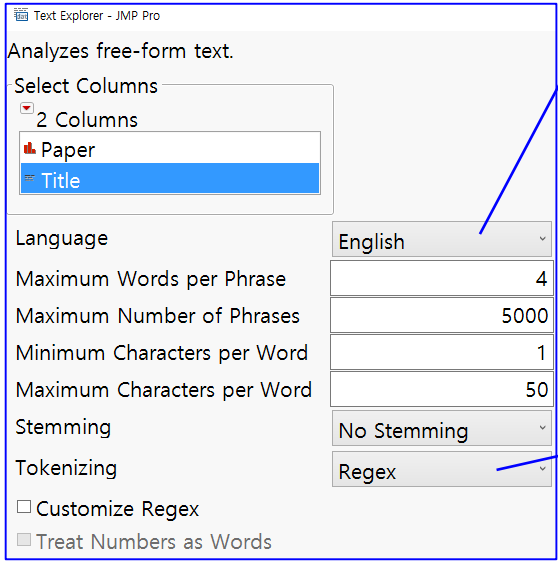 Text Explorer - JMP Pro
Analyzes free-form text.
Select Columns
2 Columns
Paper
Title
Language English
Maximum Words per Phrase 4
Maximum Number of Phrases 5000
Minimum Characters per Word 1
Maximum Characters per Word 50
Stemming No Stemming
Tokenizing Regex
Customize Regex
Treat Numbers as Words